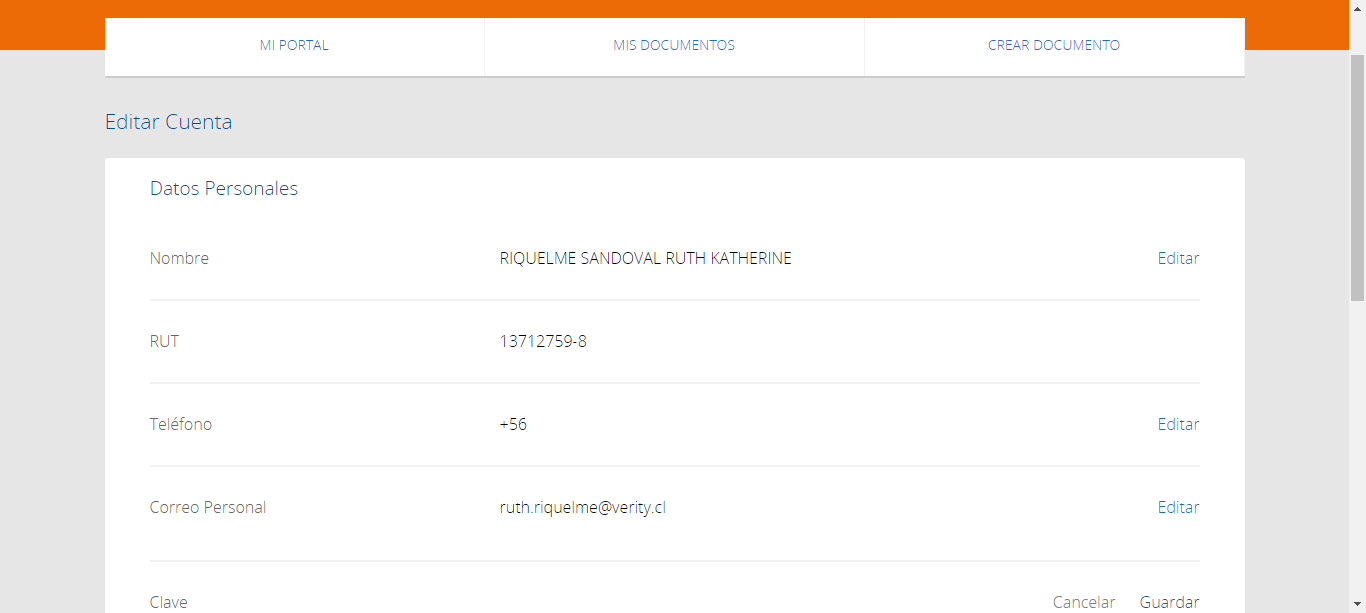 MI PORTAL MIS DOCUMENTOS CREAR DOCUMENTO
Editar Cuenta
Datos Personales
Nombre RIQUELME SANDOVAL RUTH KATHERINE Editar
RUT 13712759-8
Teléfono +56 Editar
Correo Personal ruth.riquelme@verity.cl Editar
Clave Cancelar Guardar